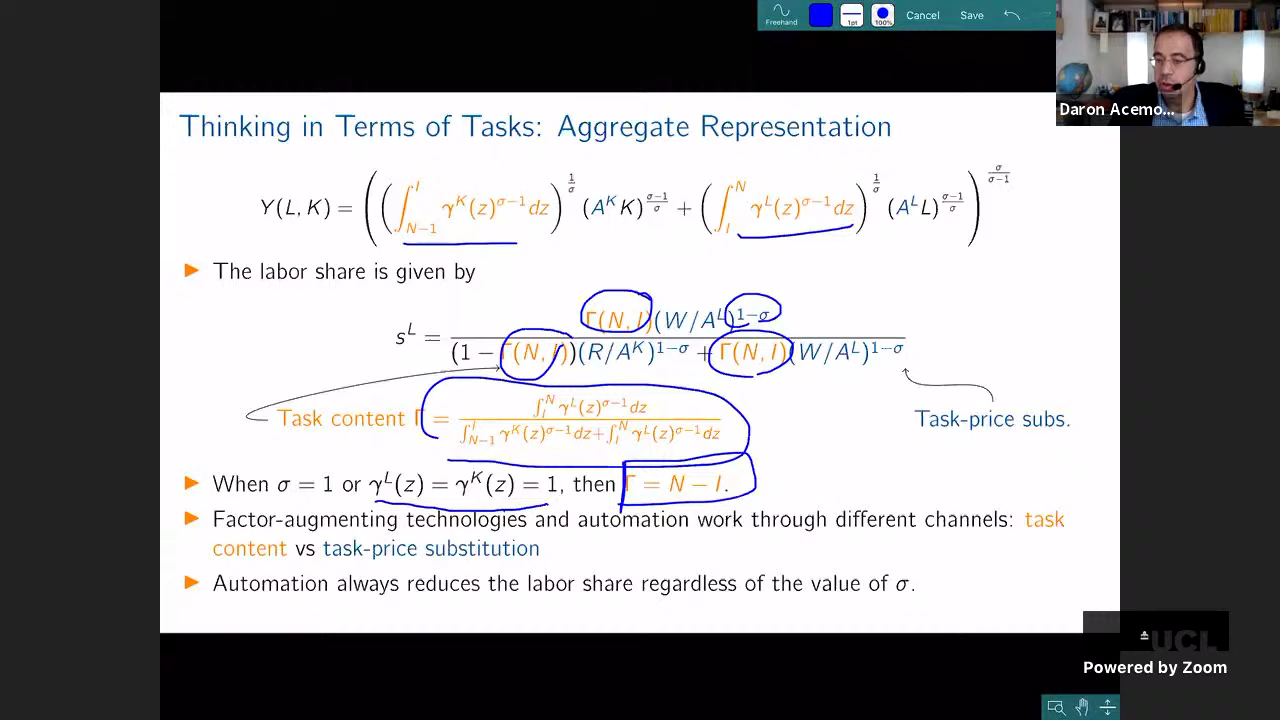 Freehand
1pt
100%
Cancel
Save
Daron Acemo...
Thinking in Terms of Tasks: Aggregate Representation
Y(L, K) = ((∫_{N−1}^{I} γ^K(z)^{σ−1}dz)^{1/σ} (A^K K)^{(σ−1)/σ} + (∫_{I}^{N} γ^L(z)^{σ−1}dz)^{1/σ} (A^L L)^{(σ−1)/σ})^{σ/(σ−1)}
The labor share is given by
s^L = Γ(N, I)(W/A^L)^{1−σ} / ((1 − Γ(N, I))(R/A^K)^{1−σ} + Γ(N, I)(W/A^L)^{1−σ})
Task content Γ = ∫_I^N γ^L(z)^{σ−1}dz / (∫_{N−1}^I γ^K(z)^{σ−1}dz+∫_I^N γ^L(z)^{σ−1}dz)
Task-price subs.
When σ = 1 or γ^L(z) = γ^K(z) = 1, then Γ = N − I.
Factor-augmenting technologies and automation work through different channels: task
content vs task-price substitution
Automation always reduces the labor share regardless of the value of σ.
UCL
Powered by Zoom